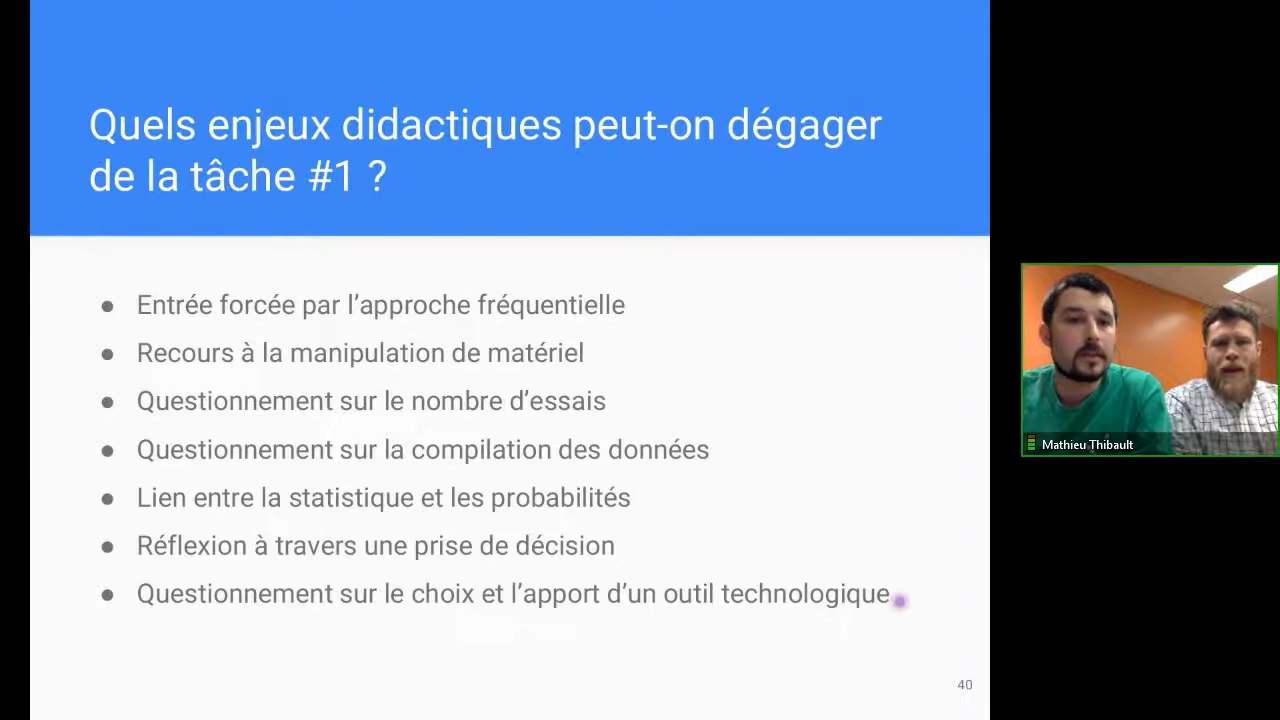 Quels enjeux didactiques peut-on dégager
de la tâche #1 ?
● Entrée forcée par l’approche fréquentielle
● Recours à la manipulation de matériel
● Questionnement sur le nombre d’essais
● Questionnement sur la compilation des données
● Lien entre la statistique et les probabilités
● Réflexion à travers une prise de décision
● Questionnement sur le choix et l’apport d’un outil technologique
40
Mathieu Thibault